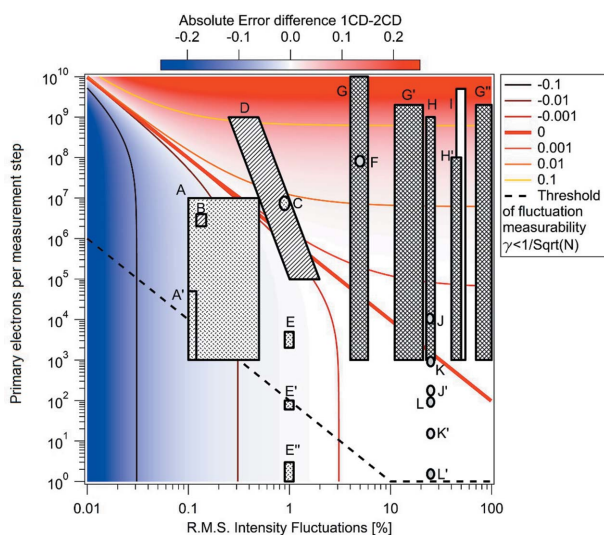 Absolute Error difference 1CD-2CD
-0.2 -0.1 0.0 0.1 0.2
10^10
10^9
10^8
10^7
10^6
10^5
10^4
10^3
10^2
10^1
10^0
Primary electrons per measurement step
0.01 0.1 1 10 100
R.M.S. Intensity Fluctuations [%]
D
G
G'
H
I
G"
F
H'
A
B
C
A'
E
J
K
E'
J'
L
K'
E"
L'
-0.1
-0.01
-0.001
0
0.001
0.01
0.1
Threshold
of fluctuation
measurability
γ<1/Sqrt(N)